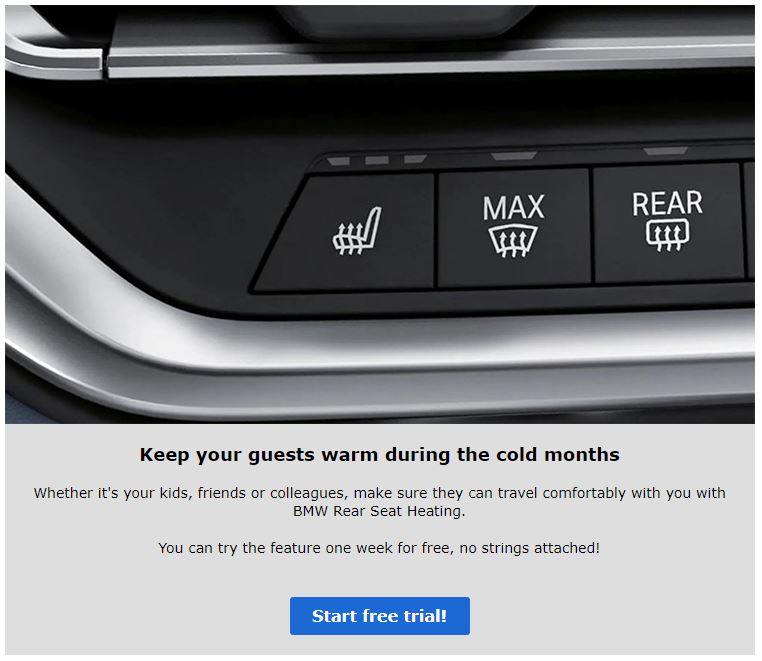 MAX
REAR
Keep your guests warm during the cold months
Whether it's your kids, friends or colleagues, make sure they can travel comfortably with you with
BMW Rear Seat Heating.
You can try the feature one week for free, no strings attached!
Start free trial!